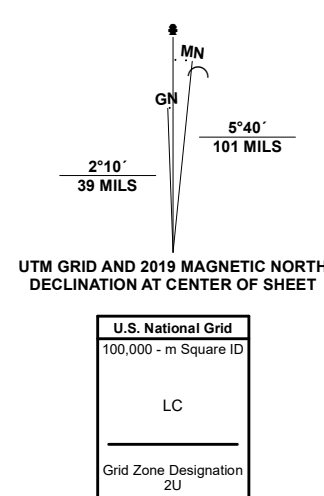 MN
GN
5°40´
101 MILS
2°10´
39 MILS
UTM GRID AND 2019 MAGNETIC NORTH
DECLINATION AT CENTER OF SHEET
U.S. National Grid
100,000 - m Square ID
LC
Grid Zone Designation
2U